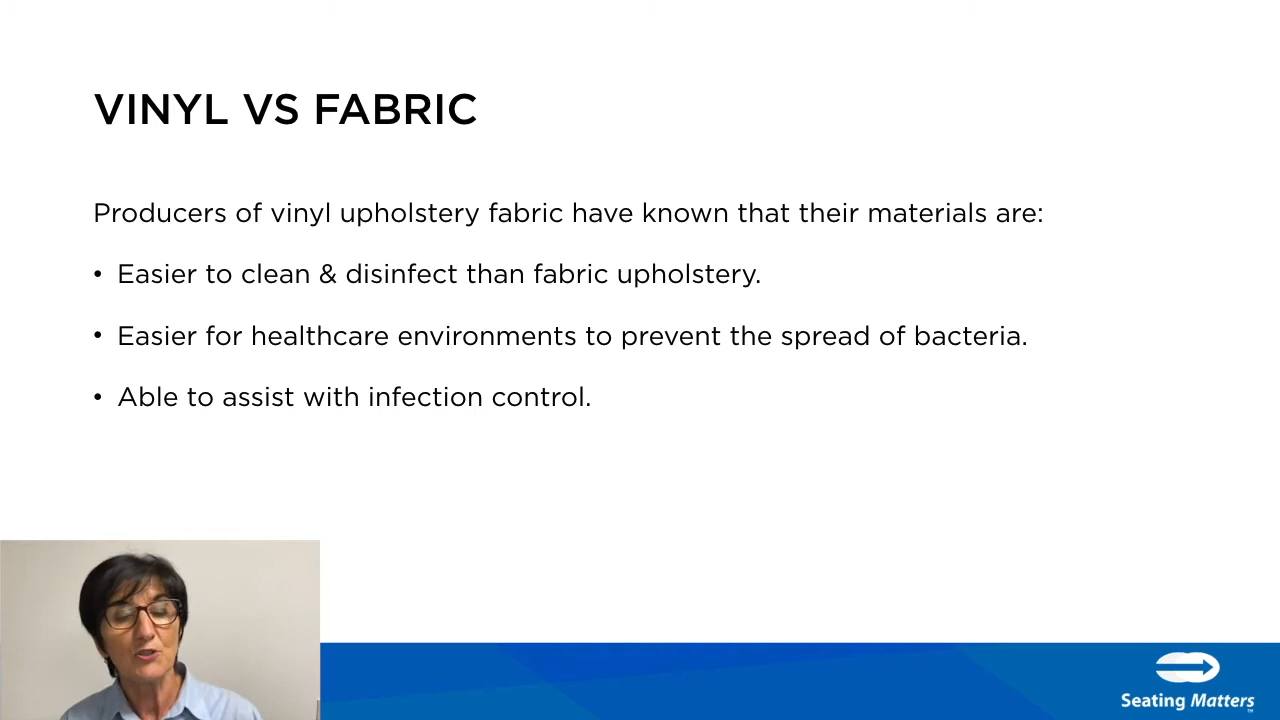 VINYL VS FABRIC
Producers of vinyl upholstery fabric have known that their materials are:
• Easier to clean & disinfect than fabric upholstery.
• Easier for healthcare environments to prevent the spread of bacteria.
• Able to assist with infection control.
Seating Matters™